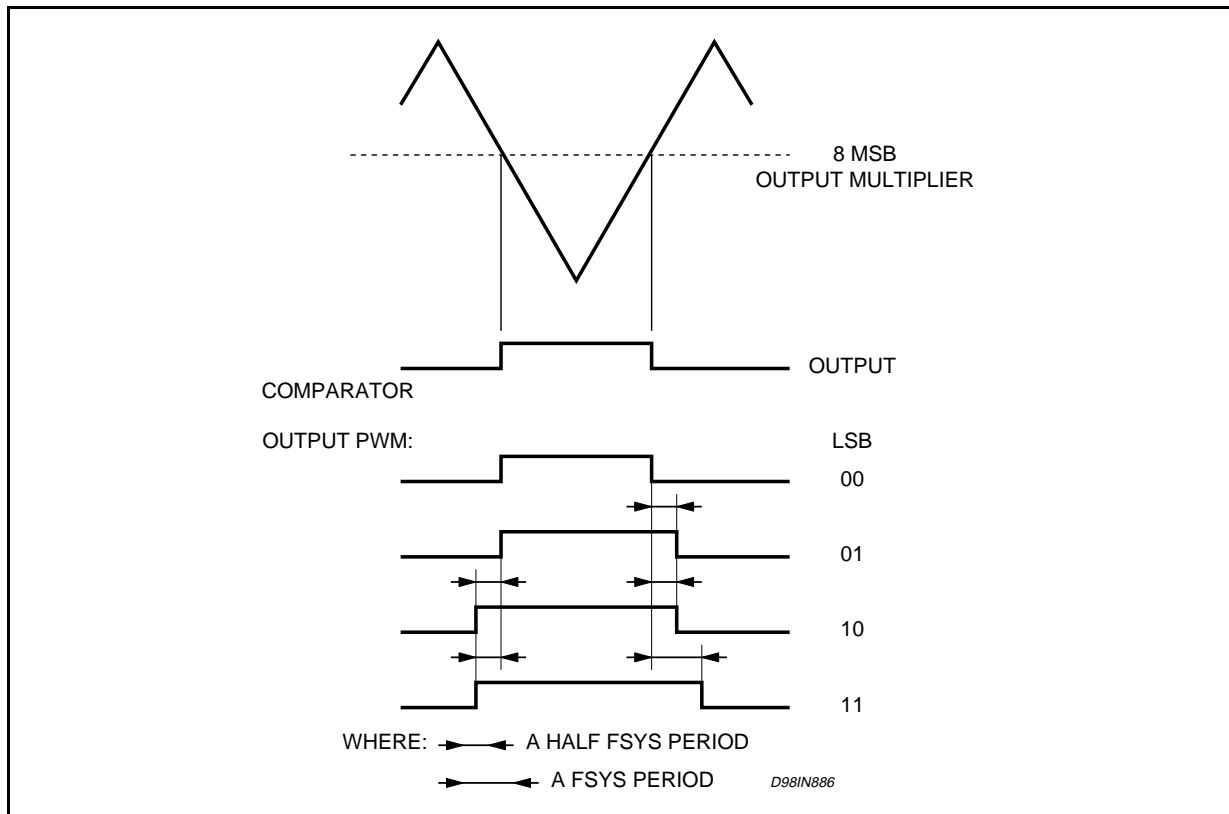 8 MSB
OUTPUT MULTIPLIER
OUTPUT
COMPARATOR
OUTPUT PWM:
LSB
00
01
10
11
WHERE:
A HALF FSYS PERIOD
A FSYS PERIOD
D98IN886